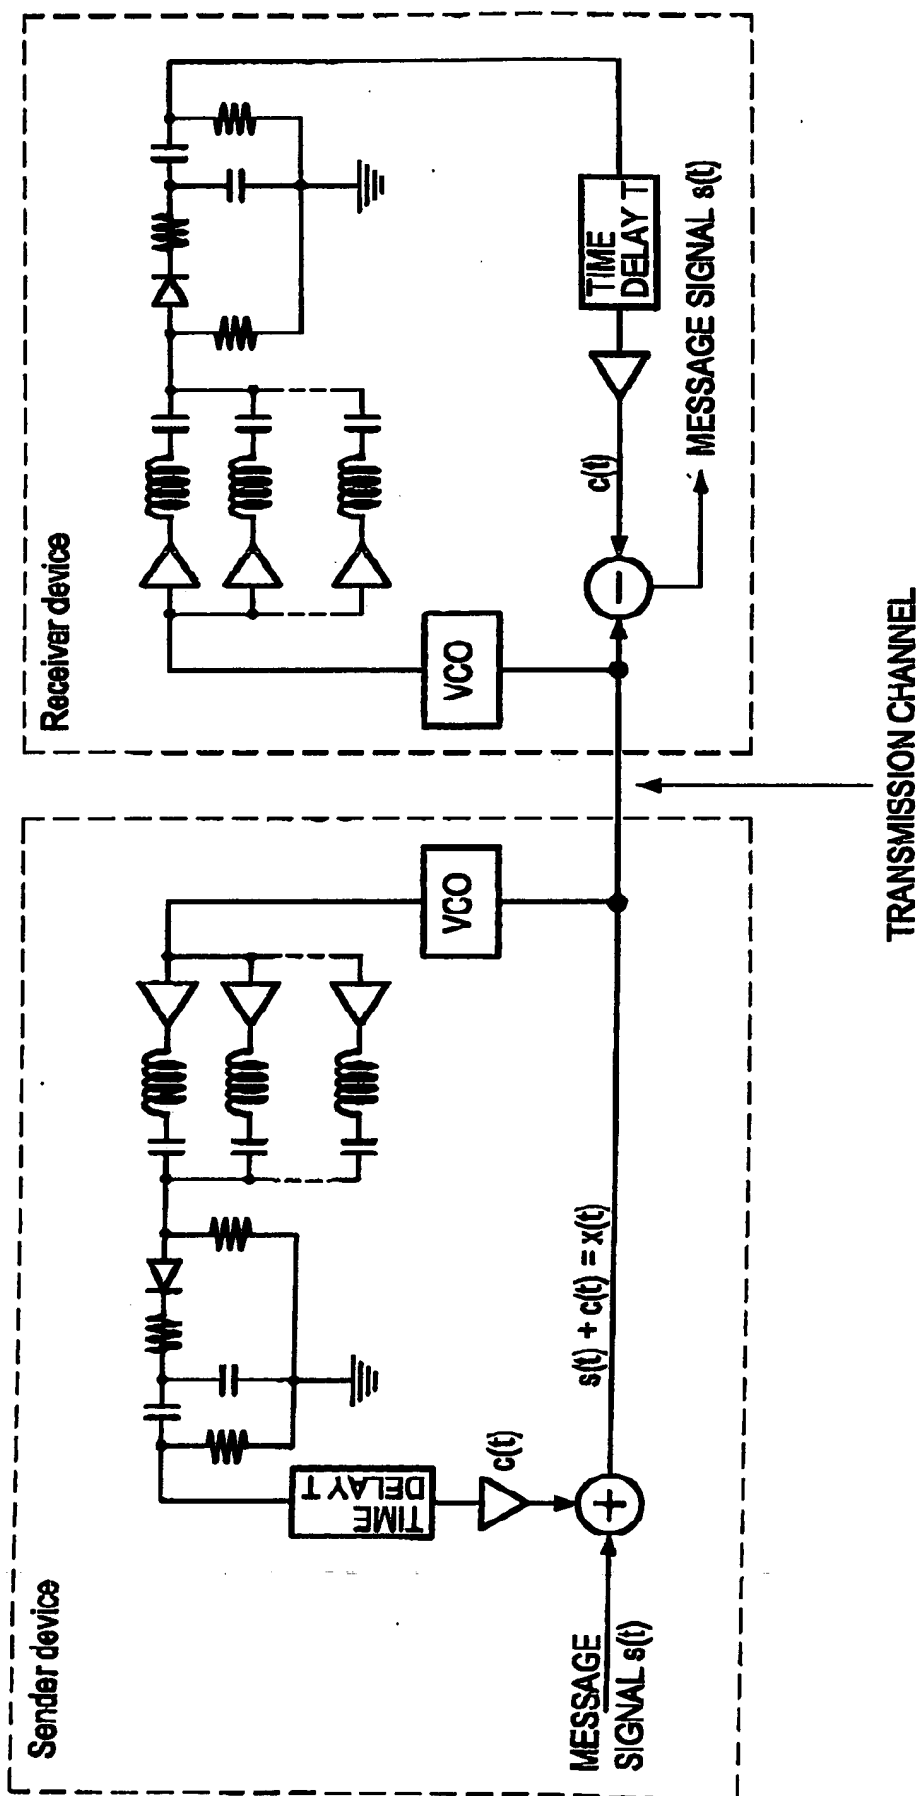 Sender device
TIME
DELAY T
c(t)
MESSAGE
SIGNAL s(t)
s(t) + c(t) = x(t)
VCO
TRANSMISSION CHANNEL
Receiver device
VCO
c(t)
TIME
DELAY T
MESSAGE SIGNAL s(t)